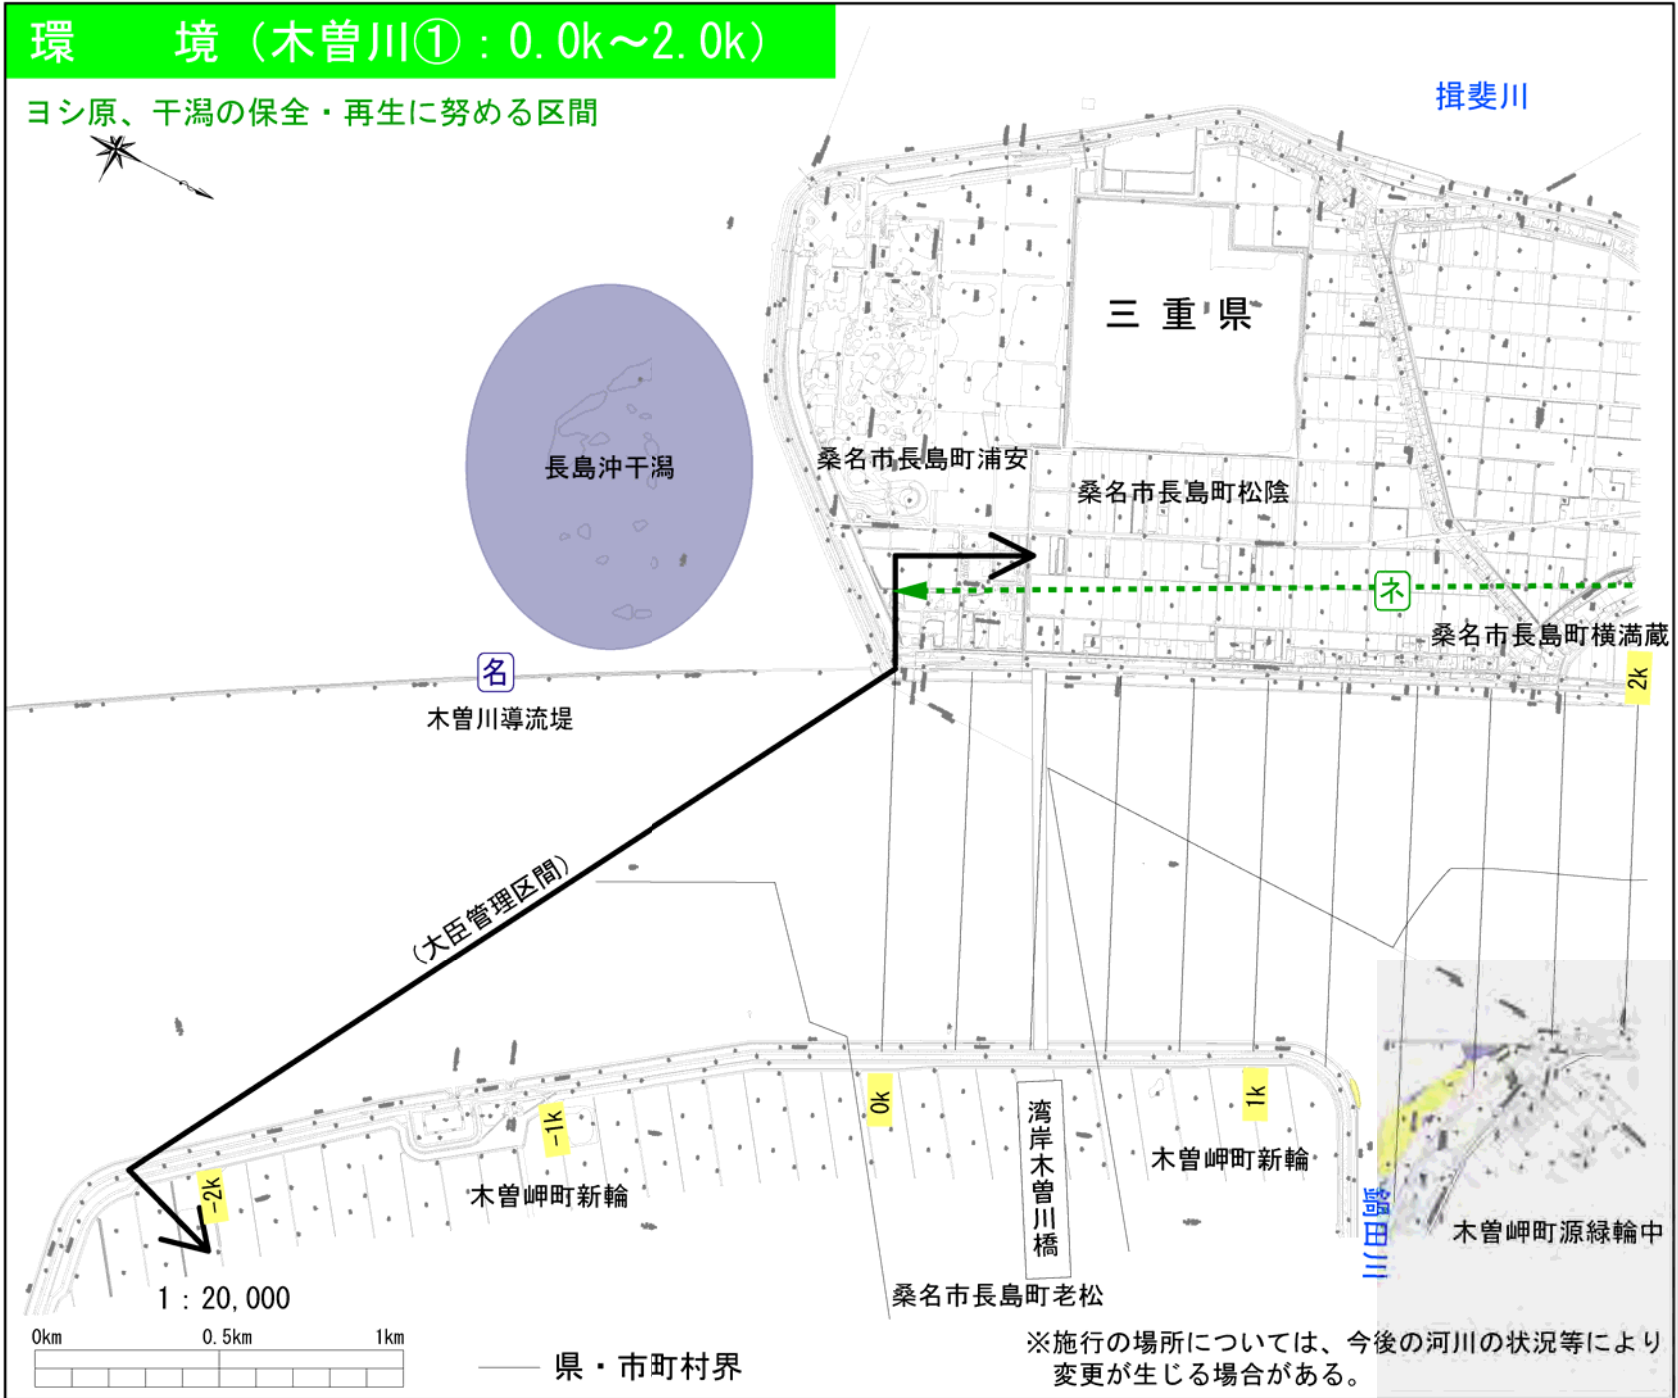 環　　境（木曽川①：0.0k～2.0k）
ヨシ原、干潟の保全・再生に努める区間
揖斐川
三重県
長島沖干潟
桑名市長島町浦安
桑名市長島町松陰
ネ
桑名市長島町横満蔵
2k
名
木曽川導流堤
（大臣管理区間）
0k
1k
-1k
-2k
湾岸木曽川橋
木曽岬町新輪
木曽岬町新輪
鍋田川
木曽岬町源緑輪中
桑名市長島町老松
1：20,000
0km 0.5km 1km
県・市町村界
※施行の場所については、今後の河川の状況等により
変更が生じる場合がある。